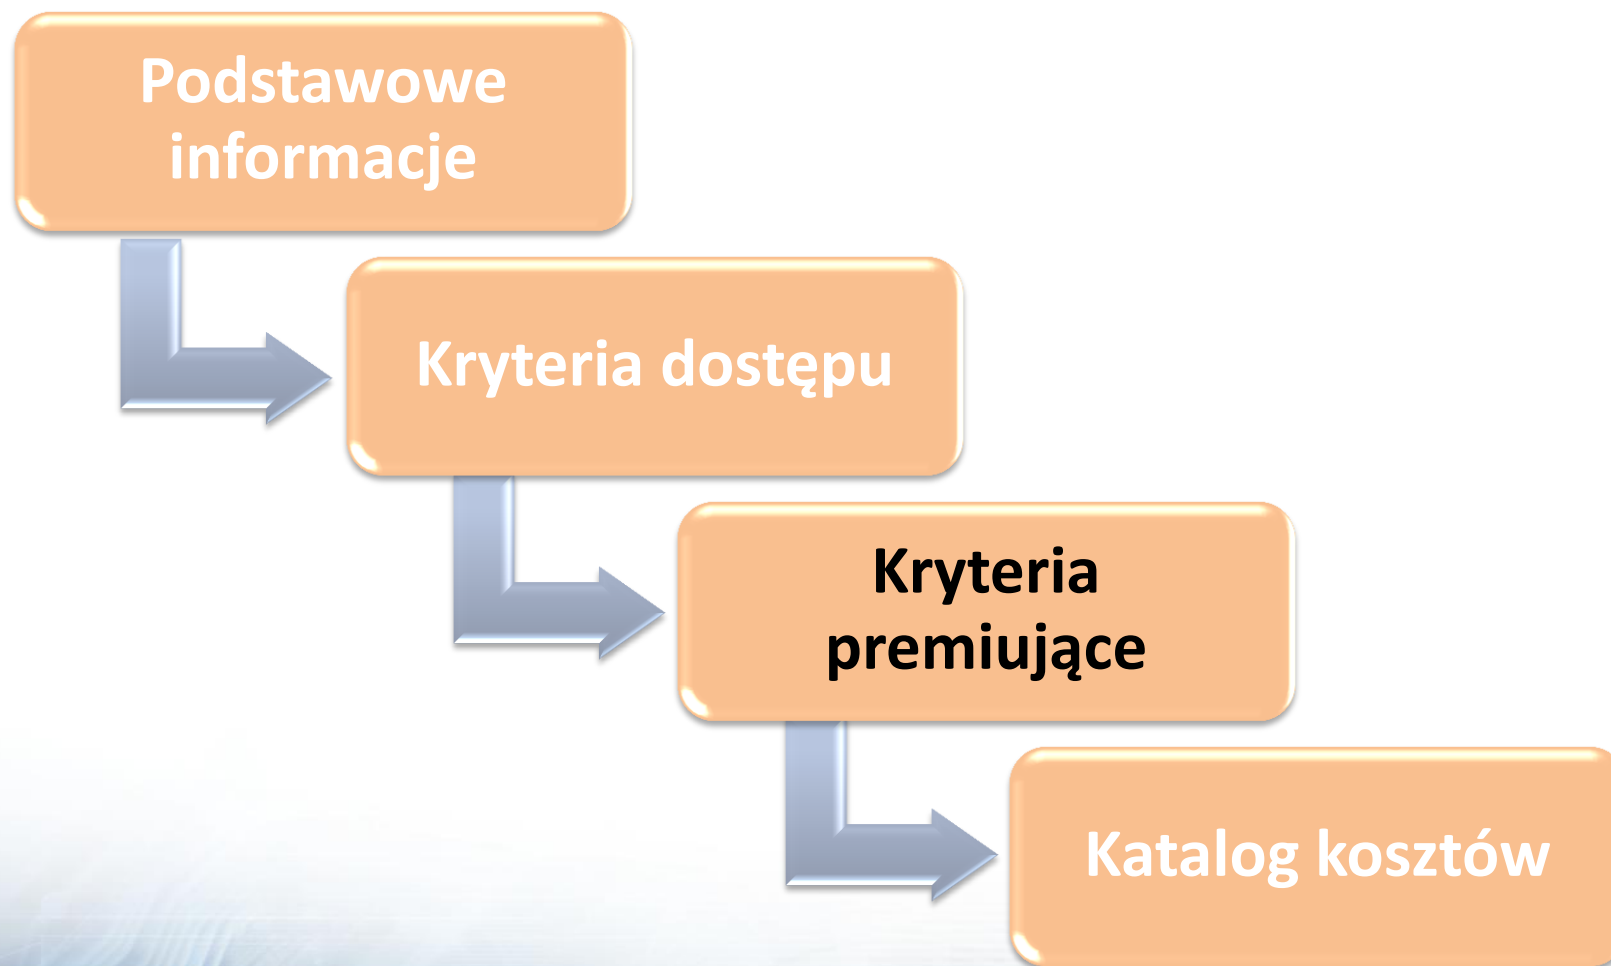 Podstawowe
informacje
Kryteria dostępu
Kryteria
premiujące
Katalog kosztów